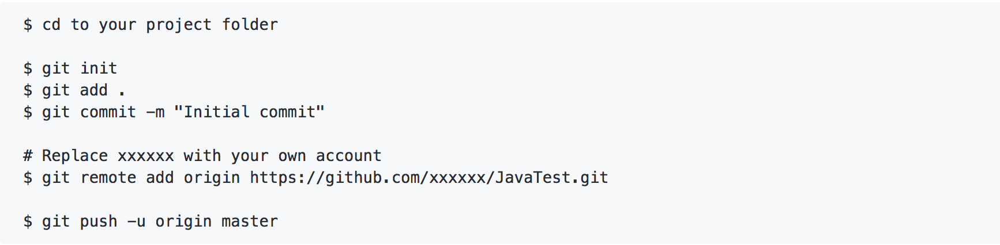 $ cd to your project folder
$ git init
$ git add .
$ git commit -m "Initial commit"
# Replace xxxxxx with your own account
$ git remote add origin https://github.com/xxxxxx/JavaTest.git
$ git push -u origin master